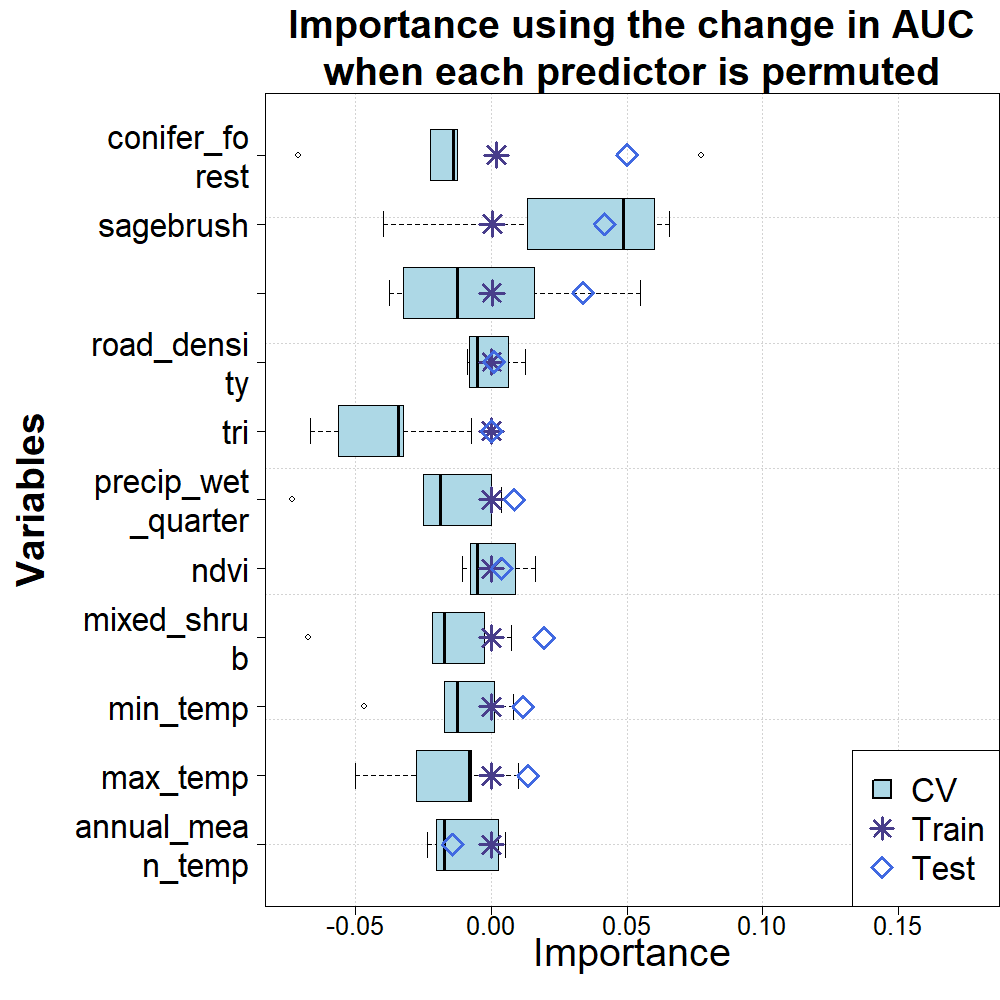 Importance using the change in AUC
when each predictor is permuted
conifer_fo
rest
sagebrush
road_densi
ty
tri
precip_wet
_quarter
ndvi
mixed_shru
b
min_temp
max_temp
annual_mea
n_temp
Variables
CV
Train
Test
-0.05 0.00 0.05 0.10 0.15
Importance